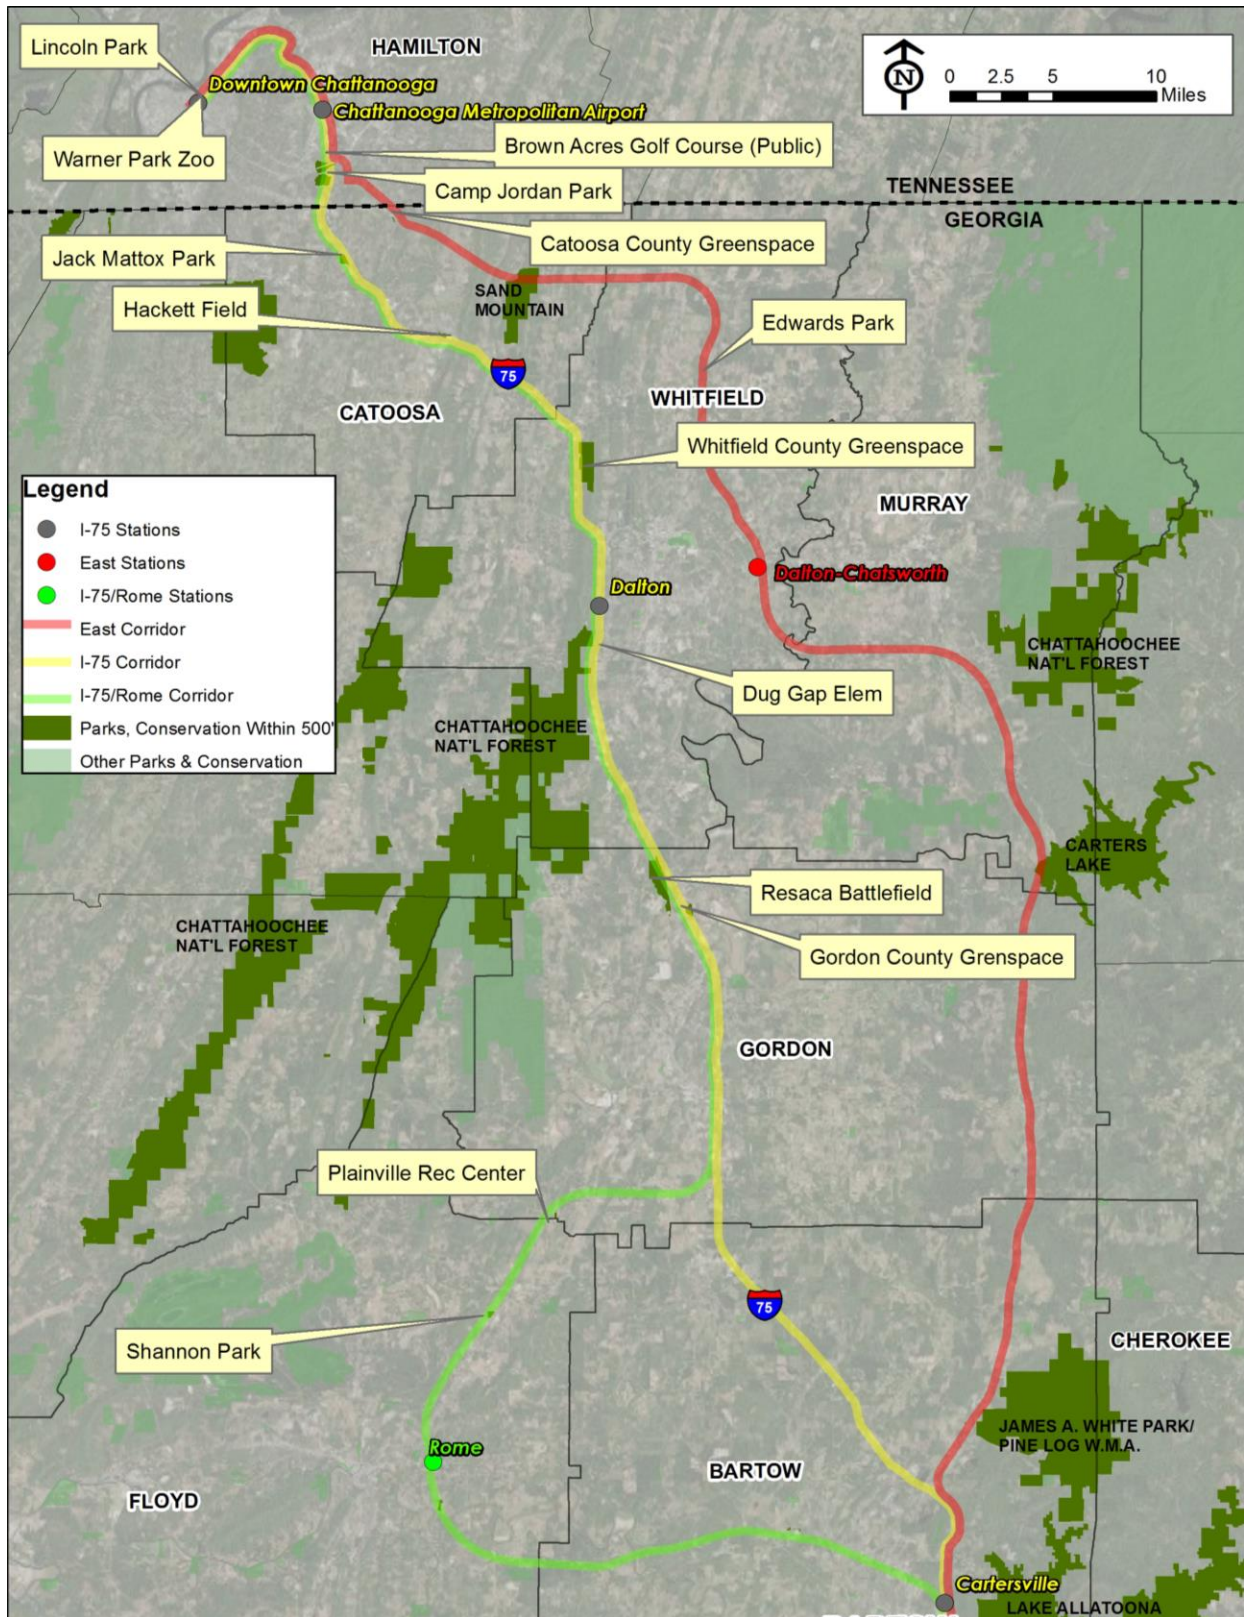 HAMILTON
Lincoln Park
Downtown Chattanooga
Chattanooga Metropolitan Airport
N
0 2.5 5 10
Miles
Warner Park Zoo
Brown Acres Golf Course (Public)
Camp Jordan Park
TENNESSEE
GEORGIA
Catoosa County Greenspace
Jack Mattox Park
SAND
MOUNTAIN
Hackett Field
Edwards Park
75
WHITFIELD
CATOOSA
Whitfield County Greenspace
MURRAY
Legend
I-75 Stations
East Stations
I-75/Rome Stations
East Corridor
I-75 Corridor
I-75/Rome Corridor
Parks, Conservation Within 500'
Other Parks & Conservation
Dalton-Chatsworth
Dalton
CHATTAHOOCHEE
NAT'L FOREST
Dug Gap Elem
CHATTAHOOCHEE
NAT'L FOREST
CARTERS
LAKE
Resaca Battlefield
CHATTAHOOCHEE
NAT'L FOREST
Gordon County Grenspace
GORDON
Plainville Rec Center
75
Shannon Park
CHEROKEE
JAMES A. WHITE PARK/
PINE LOG W.M.A.
Rome
BARTOW
FLOYD
Cartersville
LAKE ALLATOONA